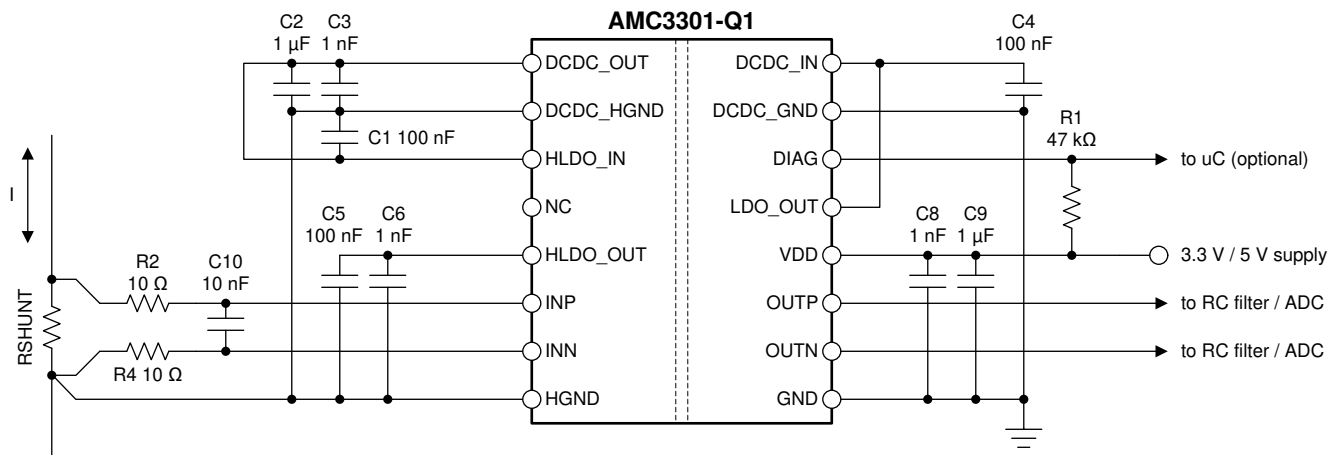 AMC3301-Q1
C2
1 µF
C3
1 nF
C4
100 nF
DCDC_OUT
DCDC_IN
DCDC_HGND
DCDC_GND
C1 100 nF
R1
47 kΩ
HLDO_IN
DIAG
to uC (optional)
I
NC
LDO_OUT
C5
100 nF
C6
1 nF
C8
1 nF
C9
1 µF
HLDO_OUT
VDD
3.3 V / 5 V supply
R2
10 Ω
C10
10 nF
INP
OUTP
to RC filter / ADC
RSHUNT
INN
OUTN
to RC filter / ADC
R4 10 Ω
HGND
GND